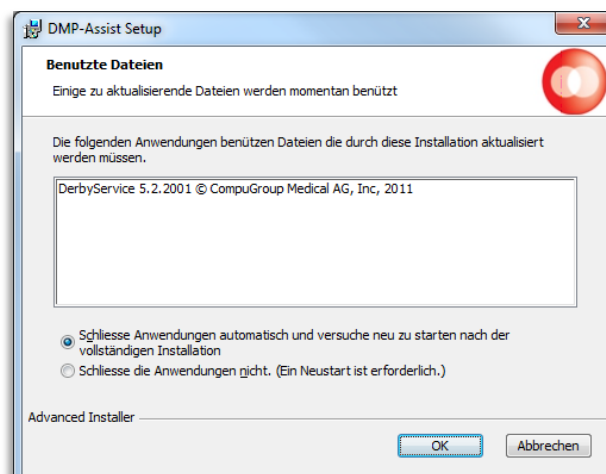 DMP-Assist Setup
Benutzte Dateien
Einige zu aktualisierende Dateien werden momentan benützt
Die folgenden Anwendungen benützen Dateien die durch diese Installation aktualisiert
werden müssen.
DerbyService 5.2.2001 © CompuGroup Medical AG, Inc, 2011
Schliesse Anwendungen automatisch und versuche neu zu starten nach der
vollständigen Installation
Schliesse die Anwendungen nicht. (Ein Neustart ist erforderlich.)
Advanced Installer
OK
Abbrechen